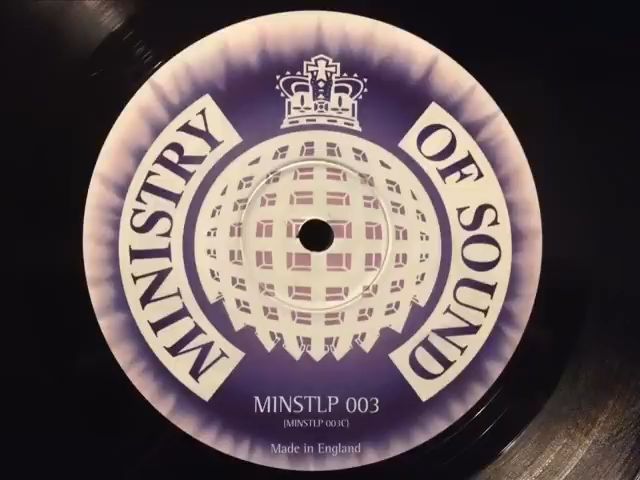 MINISTRY
OF SOUND
MINSTLP 003
(MINSTLP 003C)
Made in England